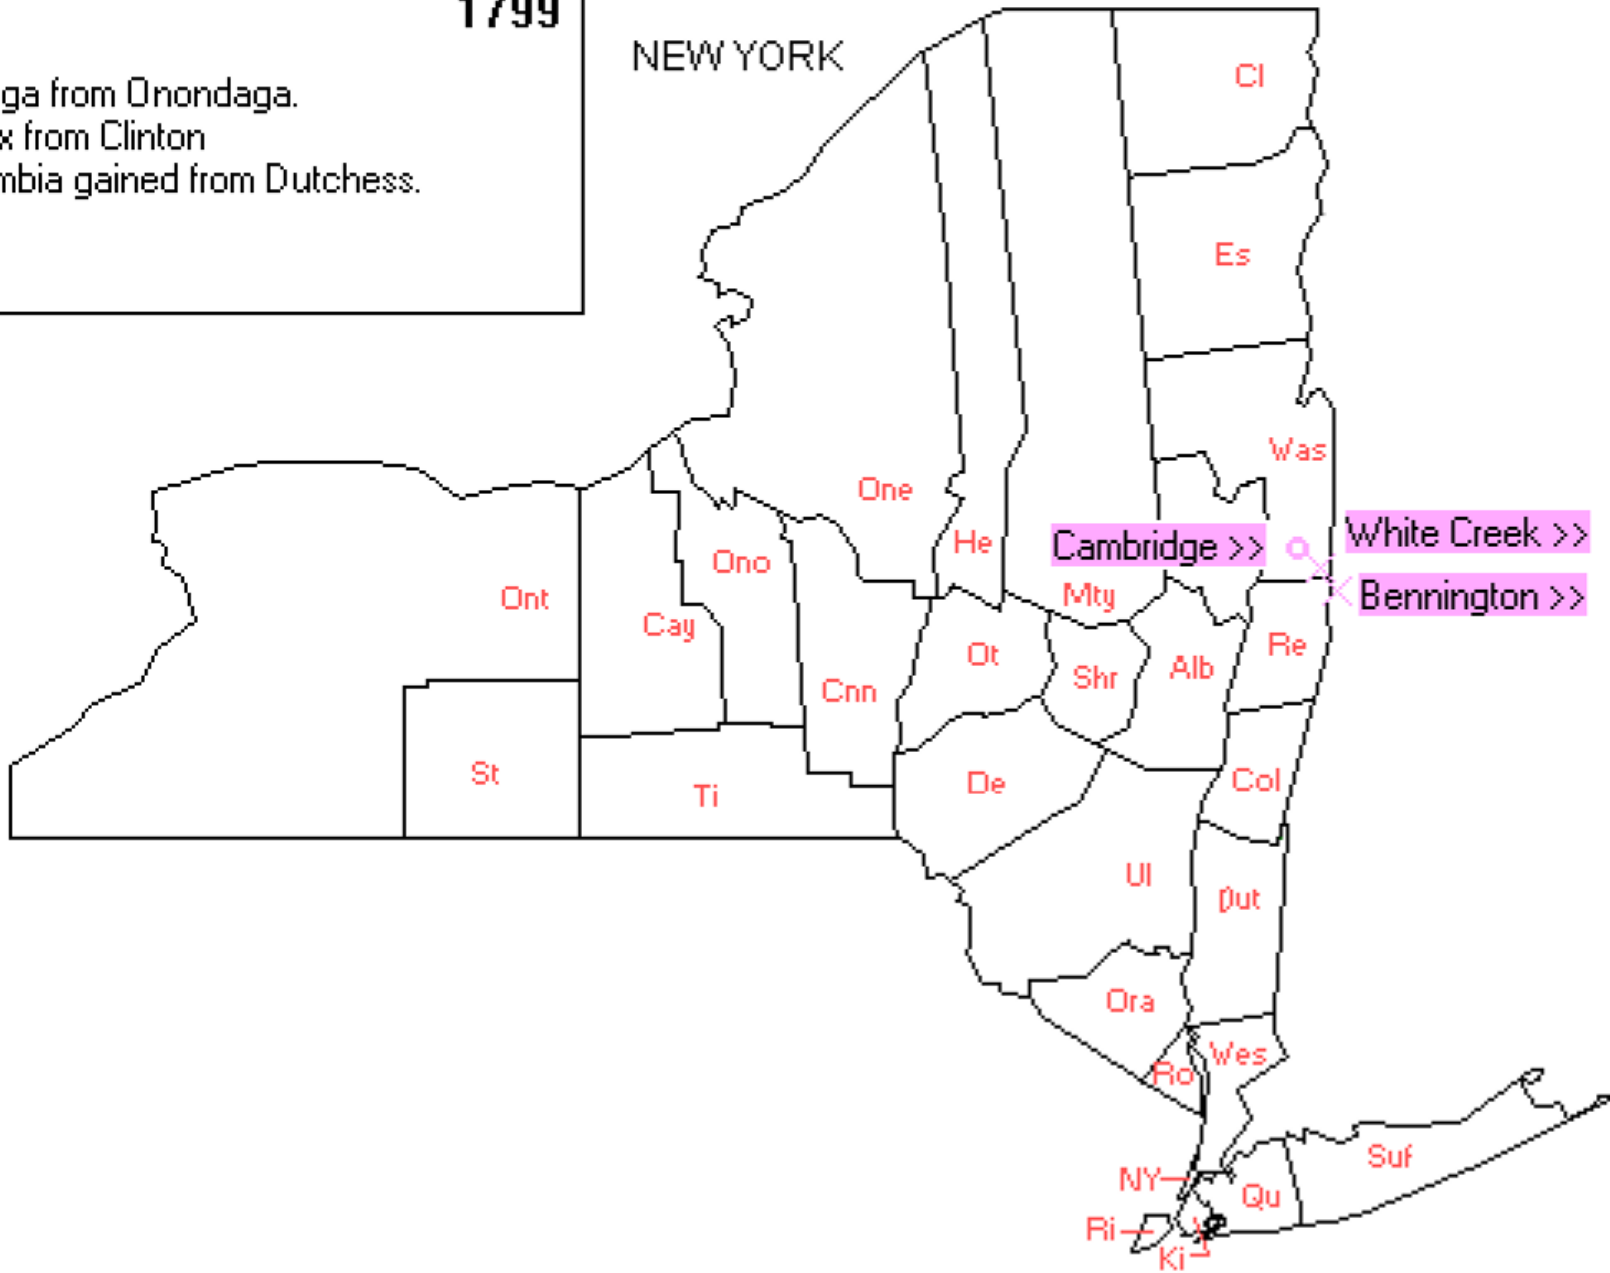 1799
ga from Onondaga.
x from Clinton
mbia gained from Dutchess.
NEW YORK
Cl
Es
Was
One
He
Cambridge >>
White Creek >>
Ono
Ont
Mty
Bennington >>
Cay
Ot
Shr
Alb
Re
Cnn
St
Ti
De
Col
Ul
Dut
Ora
Ro
Wes
NY
Qu
Suf
Ri
Ki